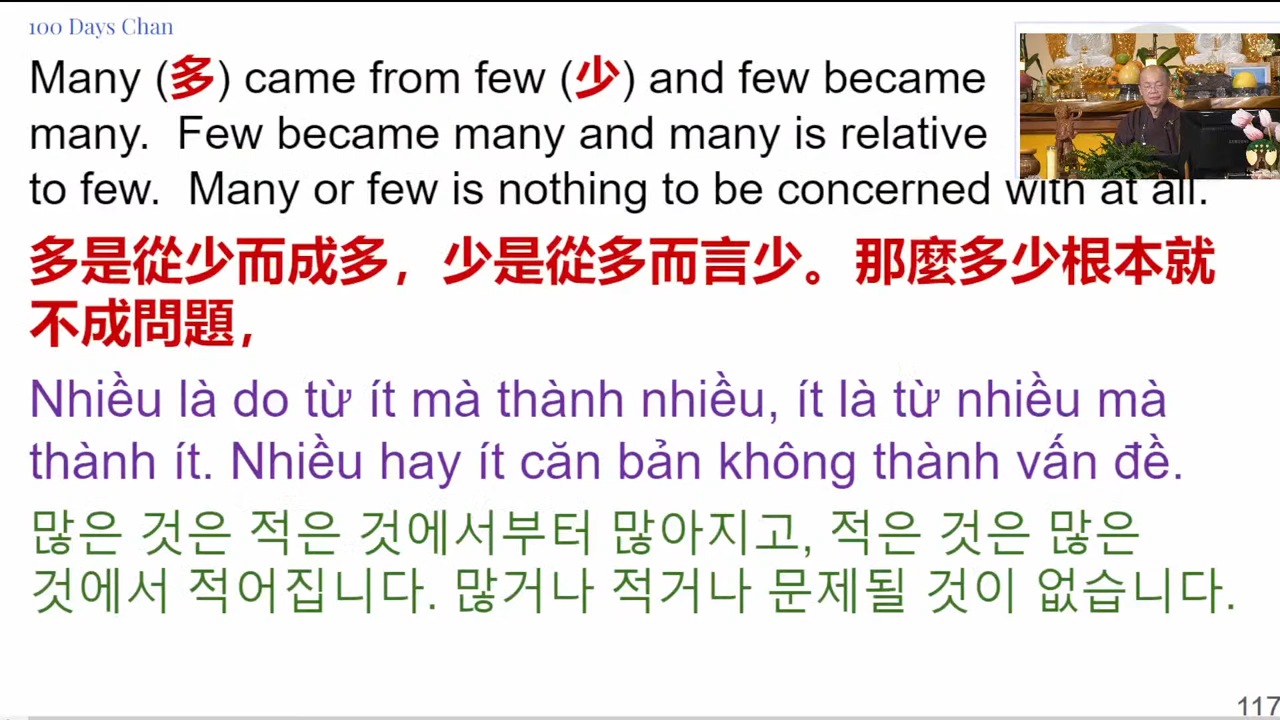 100 Days Chan
Many (多) came from few (少) and few became
many. Few became many and many is relative
to few. Many or few is nothing to be concerned with at all.
多是從少而成多，少是從多而言少。那麼多少根本就
不成問題，
Nhiều là do từ ít mà thành nhiều, ít là từ nhiều mà
thành ít. Nhiều hay ít căn bản không thành vấn đề.
많은 것은 적은 것에서부터 많아지고, 적은 것은 많은
것에서 적어집니다. 많거나 적거나 문제될 것이 없습니다.
117